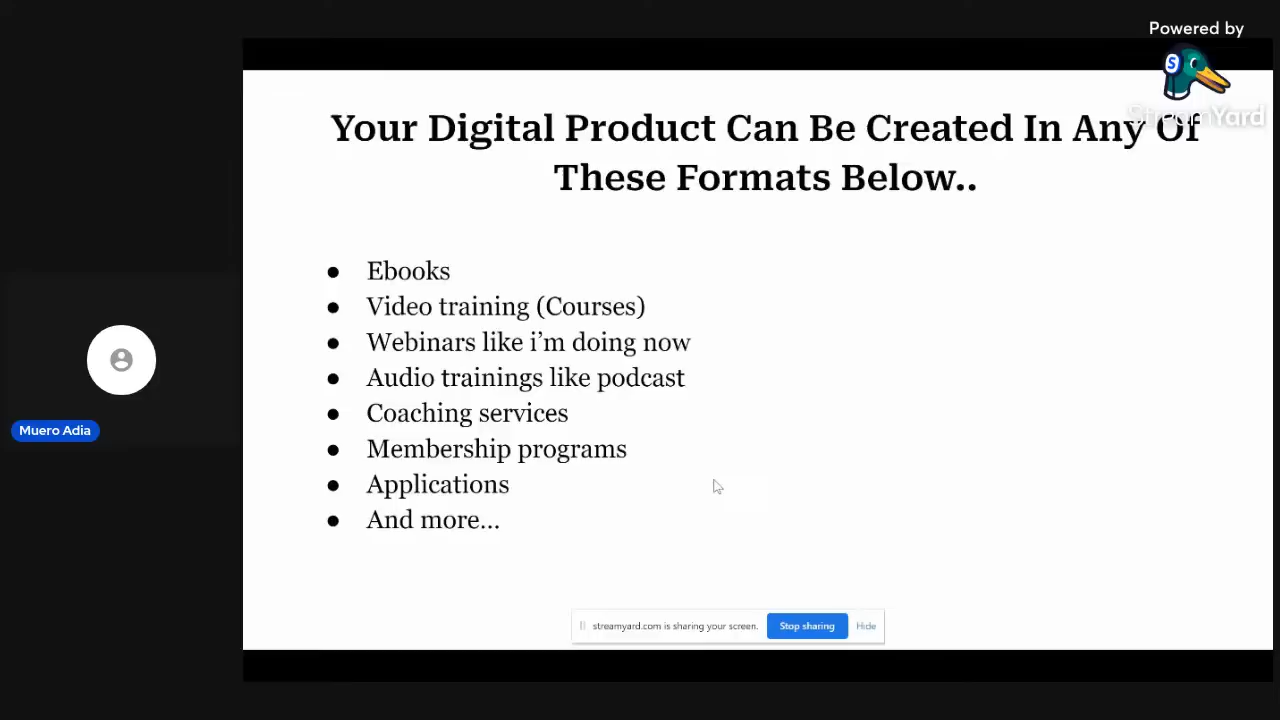 Powered by
StreamYard
Your Digital Product Can Be Created In Any Of
These Formats Below..
● Ebooks
● Video training (Courses)
● Webinars like i’m doing now
● Audio trainings like podcast
● Coaching services
● Membership programs
● Applications
● And more...
Muero Adia
streamyard.com is sharing your screen. Stop sharing Hide